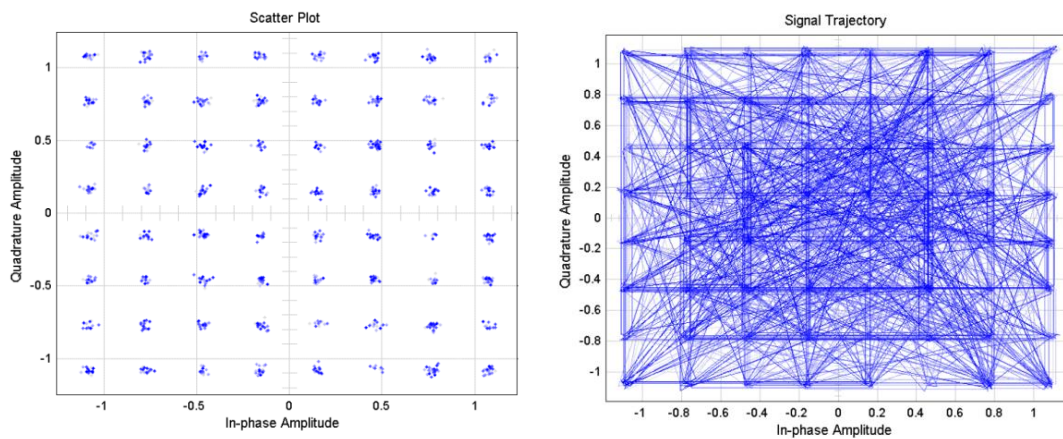 Scatter Plot
1
0.5
0
-0.5
-1
Quadrature Amplitude
-1 -0.5 0 0.5 1
In-phase Amplitude
Signal Trajectory
1
0.8
0.6
0.4
0.2
0
-0.2
-0.4
-0.6
-0.8
-1
Quadrature Amplitude
-1 -0.8 -0.6 -0.4 -0.2 0 0.2 0.4 0.6 0.8 1
In-phase Amplitude